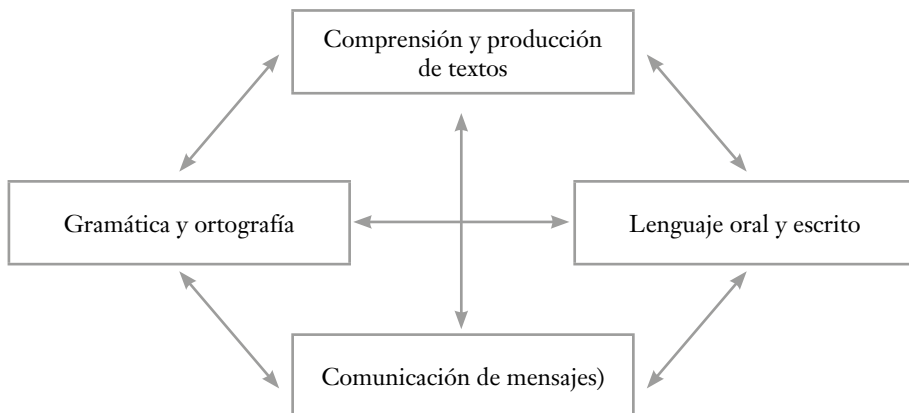 Comprensión y producción
de textos
Gramática y ortografía
Lenguaje oral y escrito
Comunicación de mensajes)